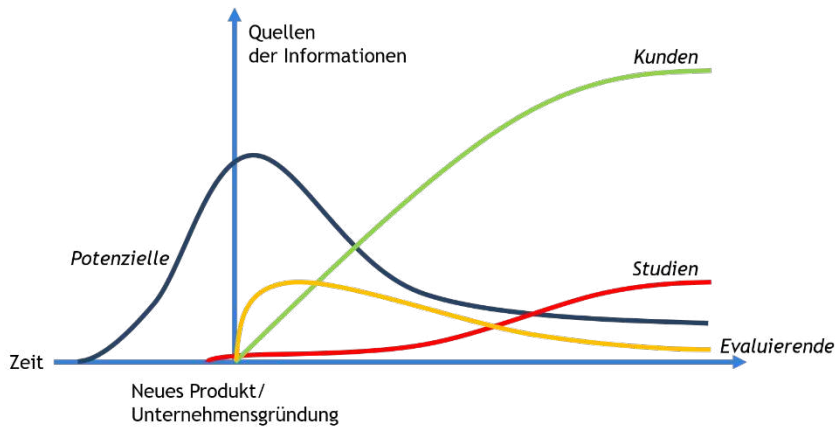 Quellen
der Informationen
Kunden
Potenzielle
Studien
Zeit
Evaluierende
Neues Produkt/
Unternehmensgründung